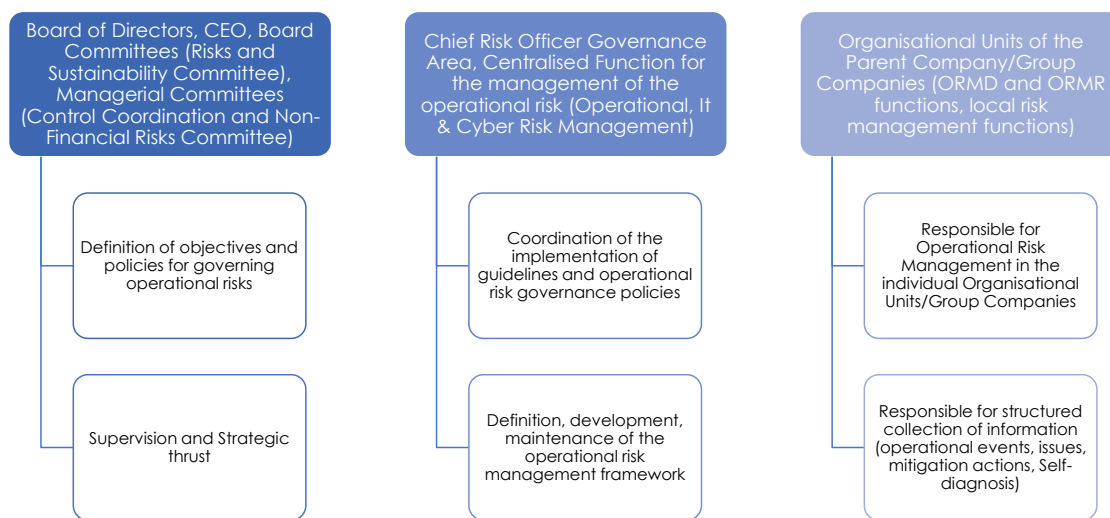 Board of Directors, CEO, Board
Committees (Risks and
Sustainability Committee),
Managerial Committees
(Control Coordination and Non-
Financial Risks Committee)
Definition of objectives and
policies for governing
operational risks
Supervision and Strategic
thrust
Chief Risk Officer Governance
Area, Centralised Function for
the management of the
operational risk (Operational, It
& Cyber Risk Management)
Coordination of the
implementation of
guidelines and operational
risk governance policies
Definition, development,
maintenance of the
operational risk
management framework
Organisational Units of the
Parent Company/Group
Companies (ORMD and ORMR
functions, local risk
management functions)
Responsible for
Operational Risk
Management in the
individual Organisational
Units/Group Companies
Responsible for structured
collection of information
(operational events, issues,
mitigation actions, Self-
diagnosis)